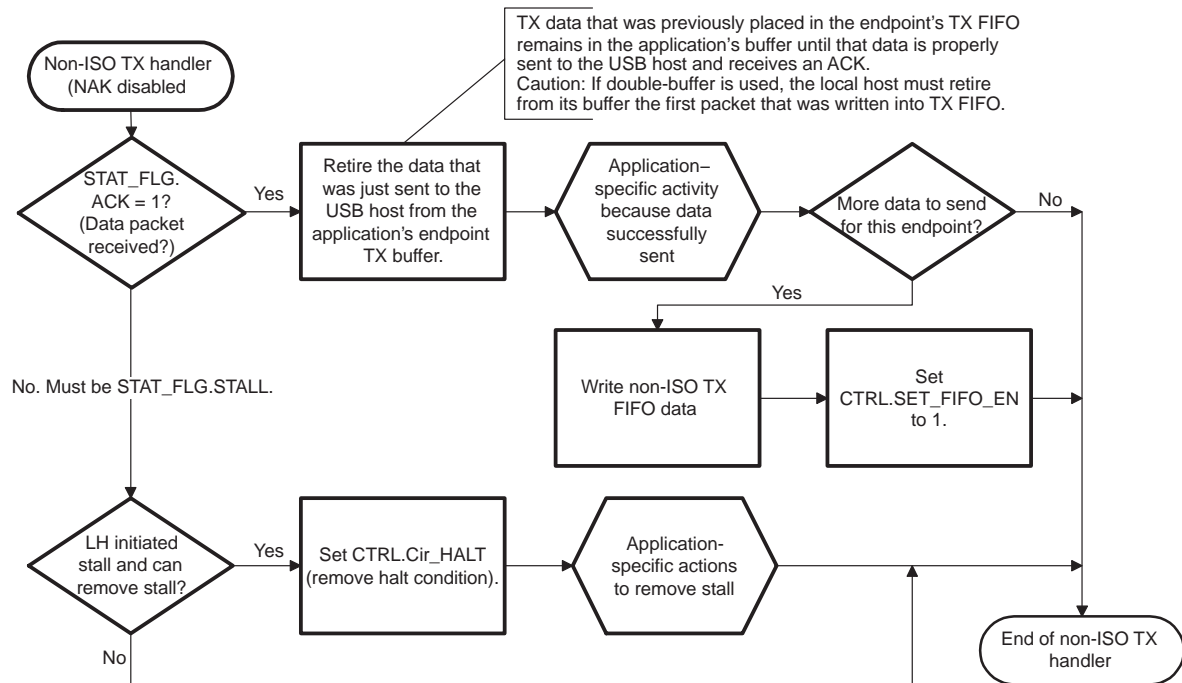 TX data that was previously placed in the endpoint's TX FIFO
remains in the application's buffer until that data is properly
sent to the USB host and receives an ACK.
Caution: If double-buffer is used, the local host must retire
from its buffer the first packet that was written into TX FIFO.
Non-ISO TX handler
(NAK disabled
STAT_FLG.
ACK = 1?
(Data packet
received?)
Yes
Retire the data that
was just sent to the
USB host from the
application's endpoint
TX buffer.
Application–
specific activity
because data
successfully
sent
More data to send
for this endpoint?
No
Yes
Write non-ISO TX
FIFO data
Set
CTRL.SET_FIFO_EN
to 1.
No. Must be STAT_FLG.STALL.
LH initiated
stall and can
remove stall?
Yes
Set CTRL.Cir_HALT
(remove halt condition).
Application-
specific actions
to remove stall
No
End of non-ISO TX
handler